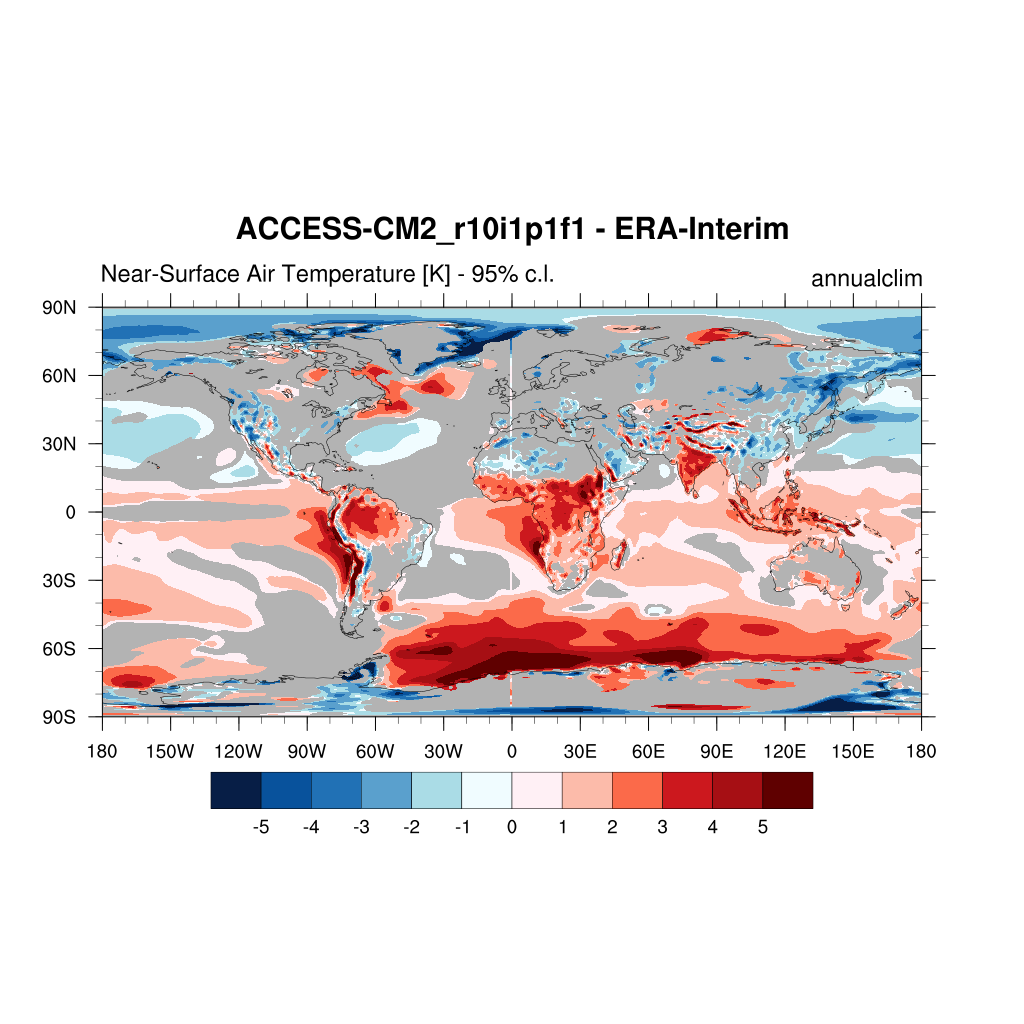 ACCESS-CM2_r10i1p1f1 - ERA-Interim
Near-Surface Air Temperature [K] - 95% c.l.
annualclim
90N
60N
30N
0
30S
60S
90S
180 150W 120W 90W 60W 30W 0 30E 60E 90E 120E 150E 180
-5 -4 -3 -2 -1 0 1 2 3 4 5